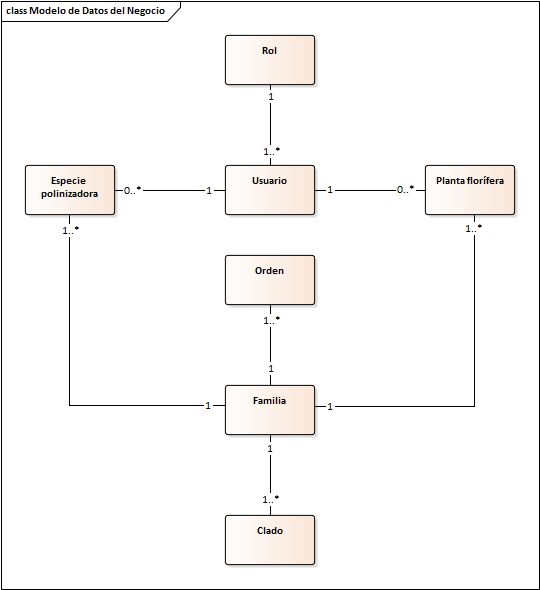 class Modelo de Datos del Negocio
Rol
1
1..*
Especie
polinizadora
0..*
1
Usuario
1
0..*
Planta florífera
1..*
1..*
Orden
1..*
1
1
Familia
1
1
1..*
Clado